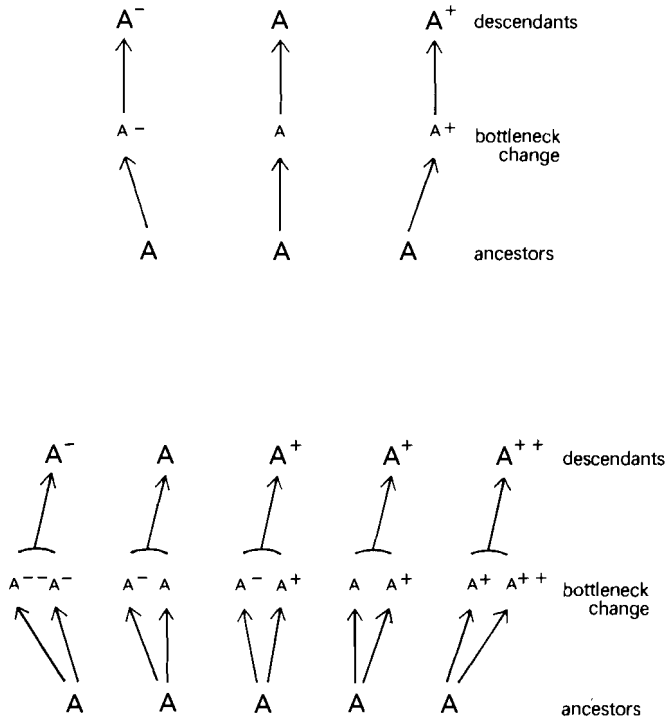 A⁻ A A⁺ descendants
A⁻ A A⁺ bottleneck
change
A A A ancestors
A⁻ A A⁺ A⁺ A⁺⁺ descendants
A⁻⁻ A⁻ A⁻ A A⁻ A⁺ A A⁺ A⁺ A⁺⁺ bottleneck
change
A A A A A ancestors